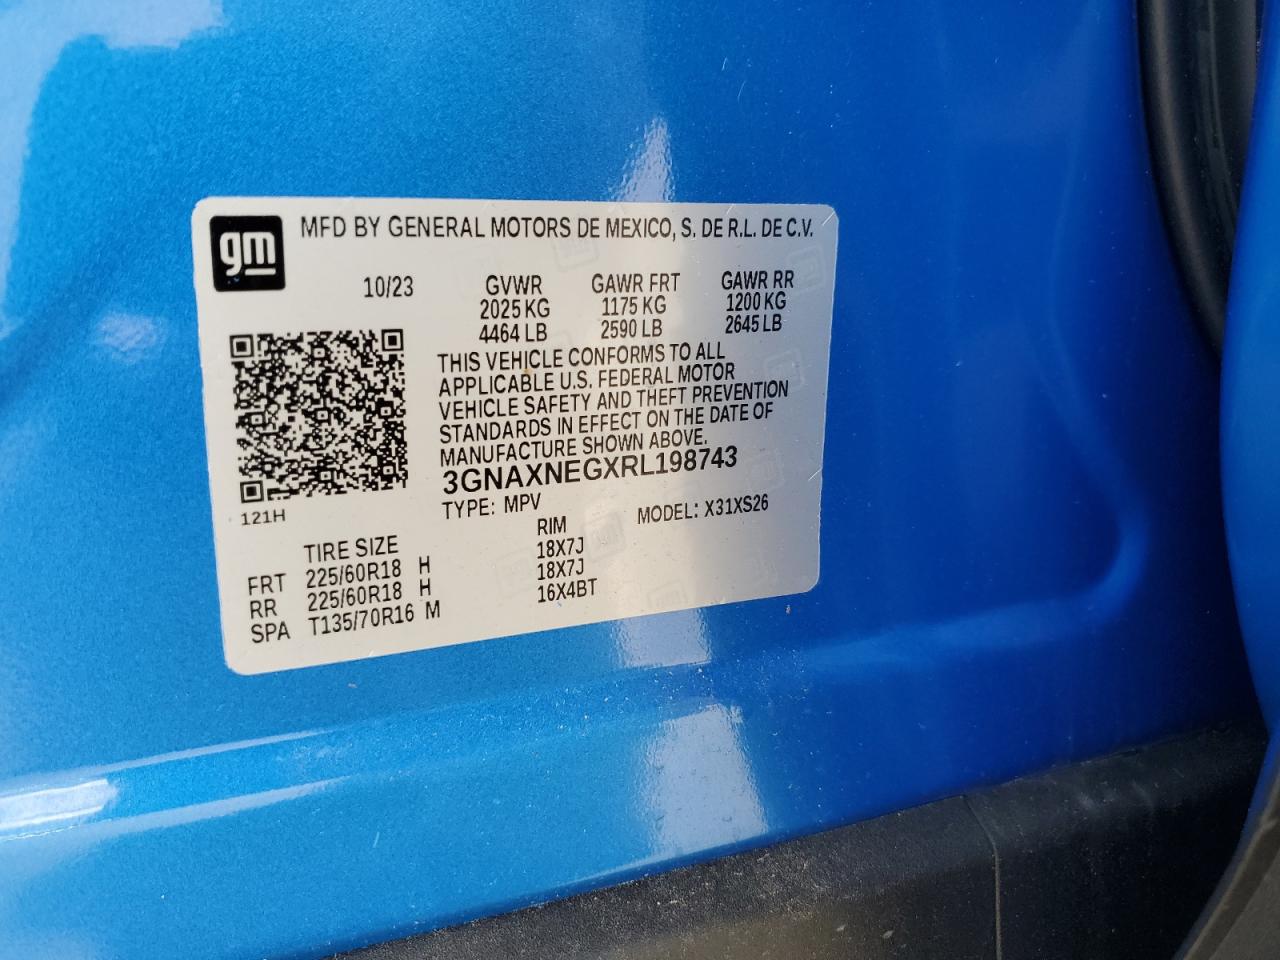 gm MFD BY GENERAL MOTORS DE MEXICO, S. DE R.L. DE C.V.
10/23 GVWR GAWR FRT GAWR RR
2025 KG 1175 KG 1200 KG
4464 LB 2590 LB 2645 LB
THIS VEHICLE CONFORMS TO ALL
APPLICABLE U.S. FEDERAL MOTOR
VEHICLE SAFETY AND THEFT PREVENTION
STANDARDS IN EFFECT ON THE DATE OF
MANUFACTURE SHOWN ABOVE.
3GNAXNEGXRL198743
TYPE: MPV MODEL: X31XS26
121H
TIRE SIZE RIM
FRT 225/60R18 H 18X7J
RR 225/60R18 H 18X7J
SPA T135/70R16 M 16X4BT